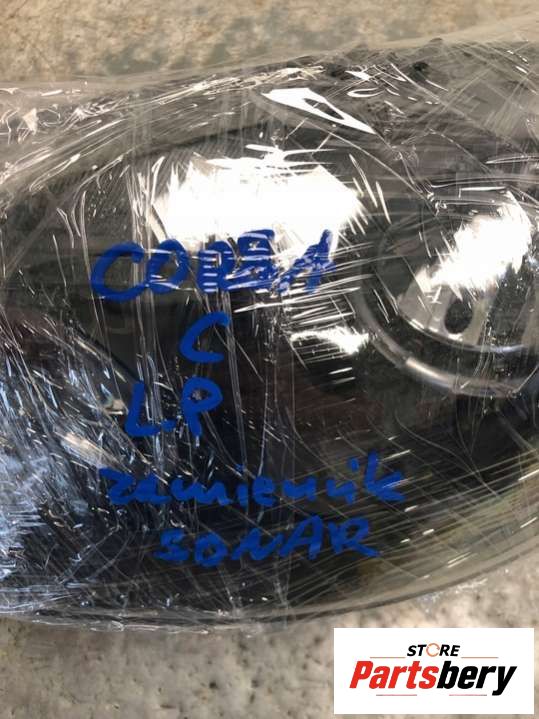 CORSA
C
L.P
zamiennik
SONAR
STORE
Partsbery